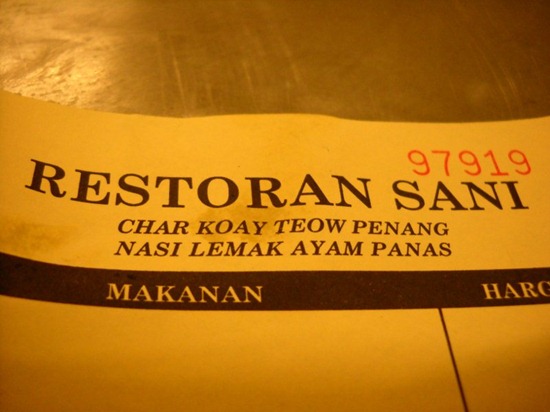 97919
RESTORAN SANI
CHAR KOAY TEOW PENANG
NASI LEMAK AYAM PANAS
MAKANAN HARG